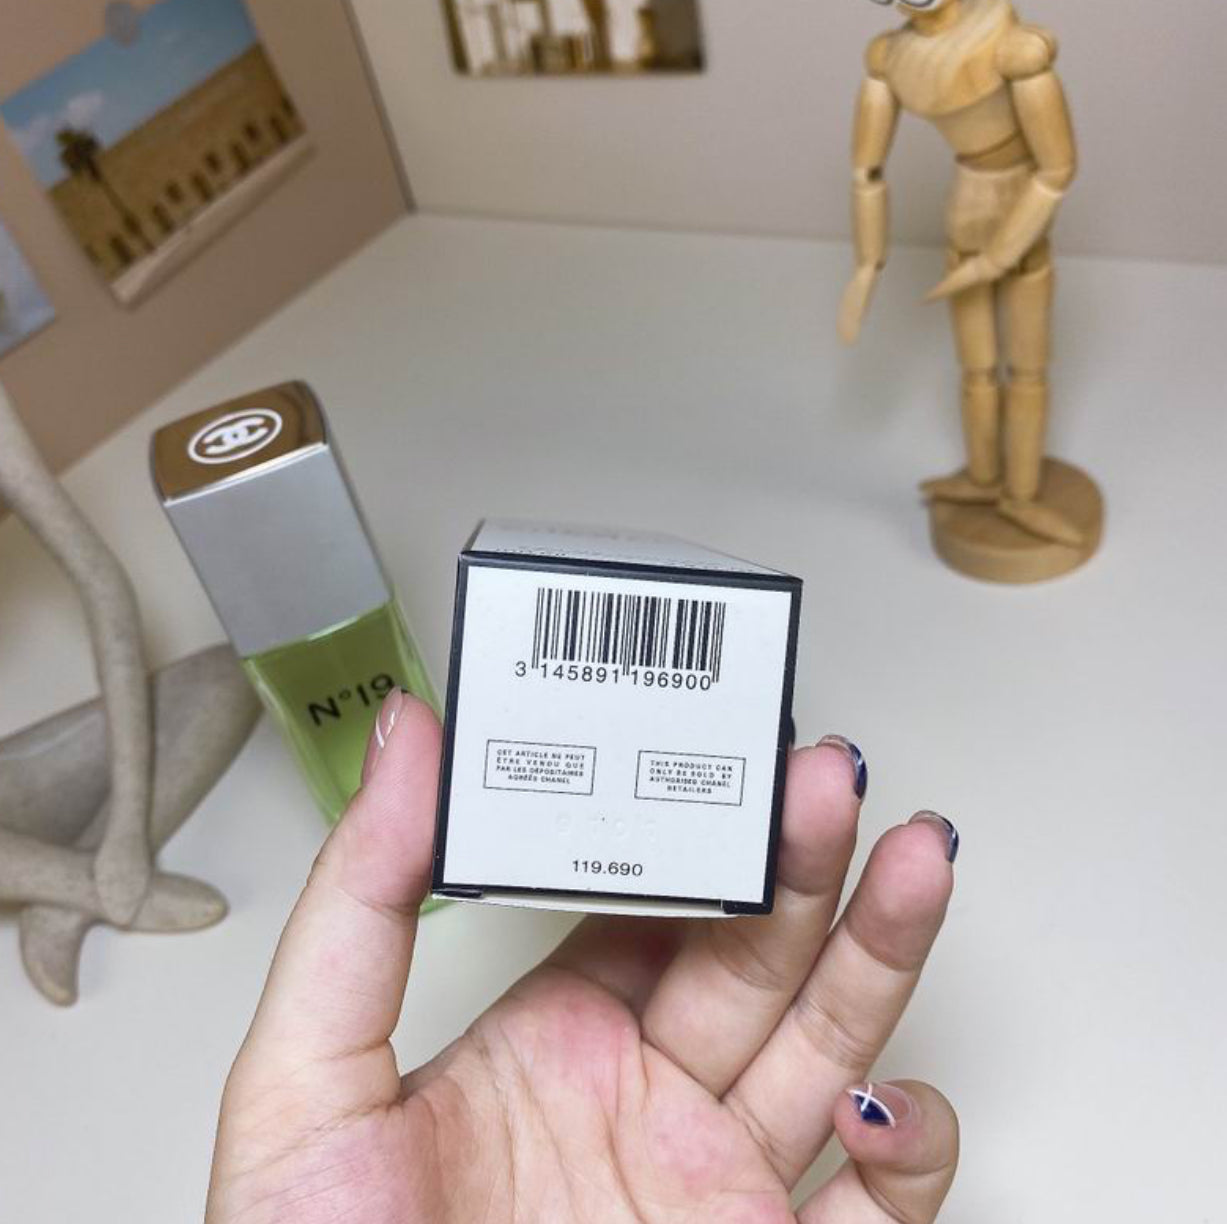 N°19
3 145891 196900
CET ARTICLE NE PEUT
ÊTRE VENDU QUE
PAR LES DÉPOSITAIRES
AGRÉÉS CHANEL
THIS PRODUCT CAN
ONLY BE SOLD BY
AUTHORISED CHANEL
RETAILERS
119.690